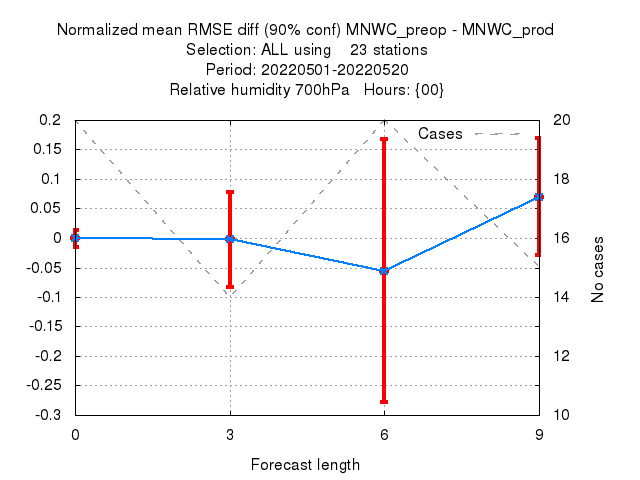 Normalized mean RMSE diff (90% conf) MNWC_preop - MNWC_prod
Selection: ALL using    23 stations
Period: 20220501-20220520
Relative humidity 700hPa   Hours: {00}
Cases
0.2
0.15
0.1
0.05
0
-0.05
-0.1
-0.15
-0.2
-0.25
-0.3
20
18
16
14
12
10
No cases
0 3 6 9
Forecast length